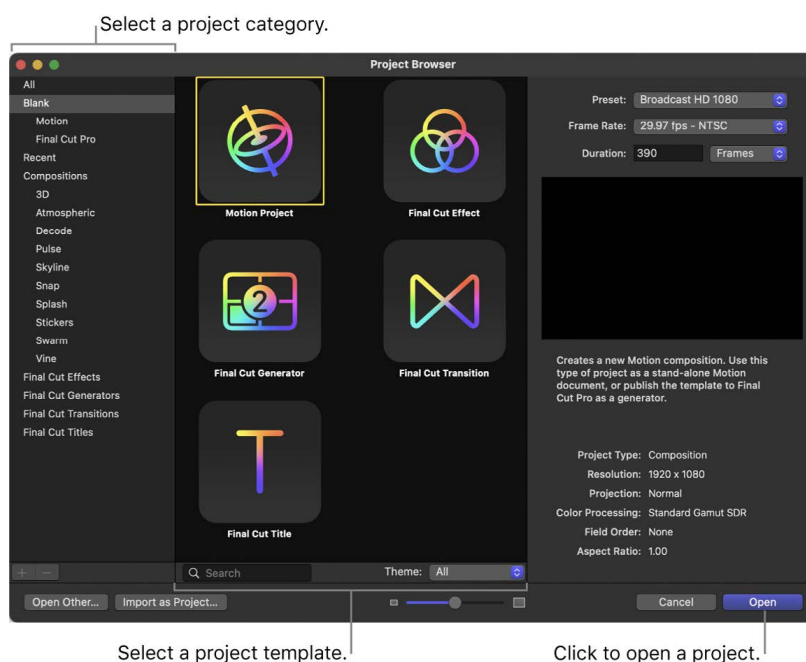 Select a project category.
Project Browser
All
Blank
Motion
Final Cut Pro
Recent
Compositions
3D
Atmospheric
Decode
Pulse
Skyline
Snap
Splash
Stickers
Swarm
Vine
Final Cut Effects
Final Cut Generators
Final Cut Transitions
Final Cut Titles
Motion Project
Final Cut Effect
2
Final Cut Generator
Final Cut Transition
T
Final Cut Title
Preset: Broadcast HD 1080
Frame Rate: 29.97 fps - NTSC
Duration: 390 Frames
Creates a new Motion composition. Use this
type of project as a stand-alone Motion
document, or publish the template to Final
Cut Pro as a generator.
Project Type: Composition
Resolution: 1920 x 1080
Projection: Normal
Color Processing: Standard Gamut SDR
Field Order: None
Aspect Ratio: 1.00
+ −
Search
Theme: All
Open Other... Import as Project...
Cancel Open
Select a project template.
Click to open a project.